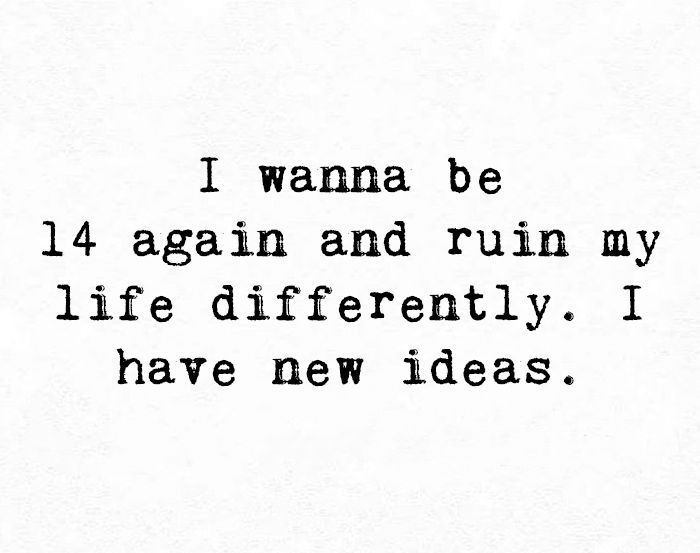 I wanna be
14 again and ruin my
life differently. I
have new ideas.